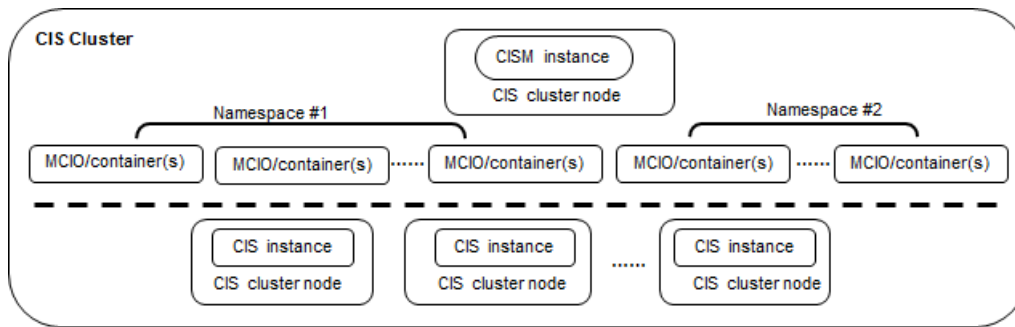 CIS Cluster
CISM instance
CIS cluster node
Namespace #1
Namespace #2
MCIO/container(s) MCIO/container(s) ...... MCIO/container(s) MCIO/container(s) ...... MCIO/container(s)
CIS instance CIS instance CIS instance
......
CIS cluster node CIS cluster node CIS cluster node